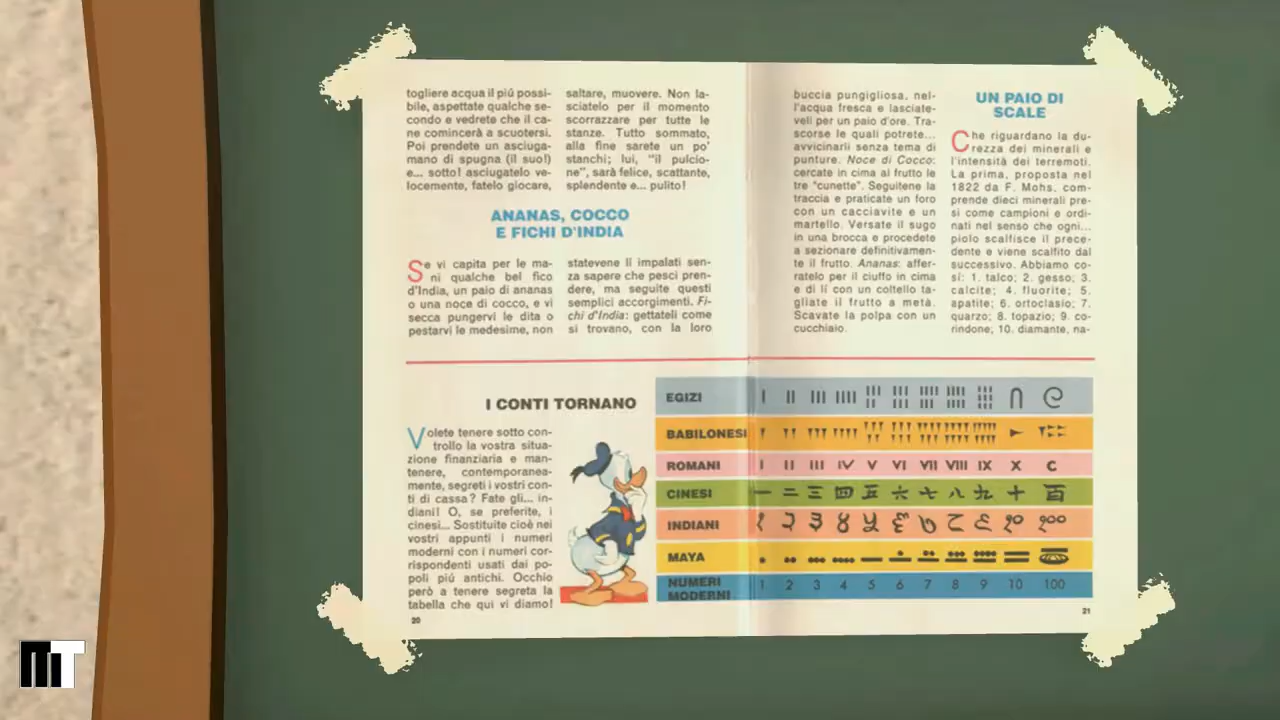 togliere acqua il piú possi-
bile, aspettate qualche se-
condo e vedrete che il ca-
ne comincerà a scuotersi.
Poi prendete un asciuga-
mano di spugna (il suo!)
e... sotto! asciugatelo ve-
locemente, fatelo giocare,
saltare, muovere. Non la-
sciatelo per il momento
scorrazzare per tutte le
stanze. Tutto sommato,
alla fine sarete un po'
stanchi; lui, "il pulcio-
ne", sarà felice, scattante,
splendente e... pulito!
ANANAS, COCCO
E FICHI D'INDIA
Se vi capita per le ma-
ni qualche bel fico
d'India, un paio di ananas
o una noce di cocco, e vi
secca pungervi le dita o
pestarvi le medesime, non
statevene lì impalati sen-
za sapere che pesci pren-
dere, ma seguite questi
semplici accorgimenti. Fi-
chi d'India: gettateli come
si trovano, con la loro
buccia pungigliosa, nel-
l'acqua fresca e lasciate-
veli per un paio d'ore. Tra-
scorse le quali potrete...
avvicinarli senza tema di
punture. Noce di Cocco:
cercate in cima al frutto le
tre "cunette". Seguitene la
traccia e praticate un foro
con un cacciavite e un
martello. Versate il sugo
in una brocca e procedete
a sezionare definitivamen-
te il frutto. Ananas: affer-
ratelo per il ciuffo in cima
e di lí con un coltello ta-
gliate il frutto a metà.
Scavate la polpa con un
cucchiaio.
UN PAIO DI
SCALE
Che riguardano la du-
rezza dei minerali e
l'intensità dei terremoti.
La prima, proposta nel
1822 da F. Mohs, com-
prende dieci minerali pre-
si come campioni e ordi-
nati nel senso che ogni...
piolo scalfisce il prece-
dente e viene scalfito dal
successivo. Abbiamo co-
sí: 1. talco; 2. gesso; 3.
calcite; 4. fluorite; 5.
apatite; 6. ortoclasio; 7.
quarzo; 8. topazio; 9. co-
rindone; 10. diamante, na-
I CONTI TORNANO
Volete tenere sotto con-
trollo la vostra situa-
zione finanziaria e man-
tenere, contemporanea-
mente, segreti i vostri con-
ti di cassa? Fate gli... in-
diani! O, se preferite, i
cinesi... Sostituite cioè nei
vostri appunti i numeri
moderni con i numeri cor-
rispondenti usati dai po-
poli piú antichi. Occhio
però a tenere segreta la
tabella che qui vi diamo!
EGIZI
BABILONESI
ROMANI I II III IV V VI VII VIII IX X C
CINESI 一 二 三 四 五 六 七 八 九 十 百
INDIANI १ २ ३ ४ ५ ६ ७ ८ ९ १० १००
MAYA
NUMERI
MODERNI 1 2 3 4 5 6 7 8 9 10 100
20
21
MT